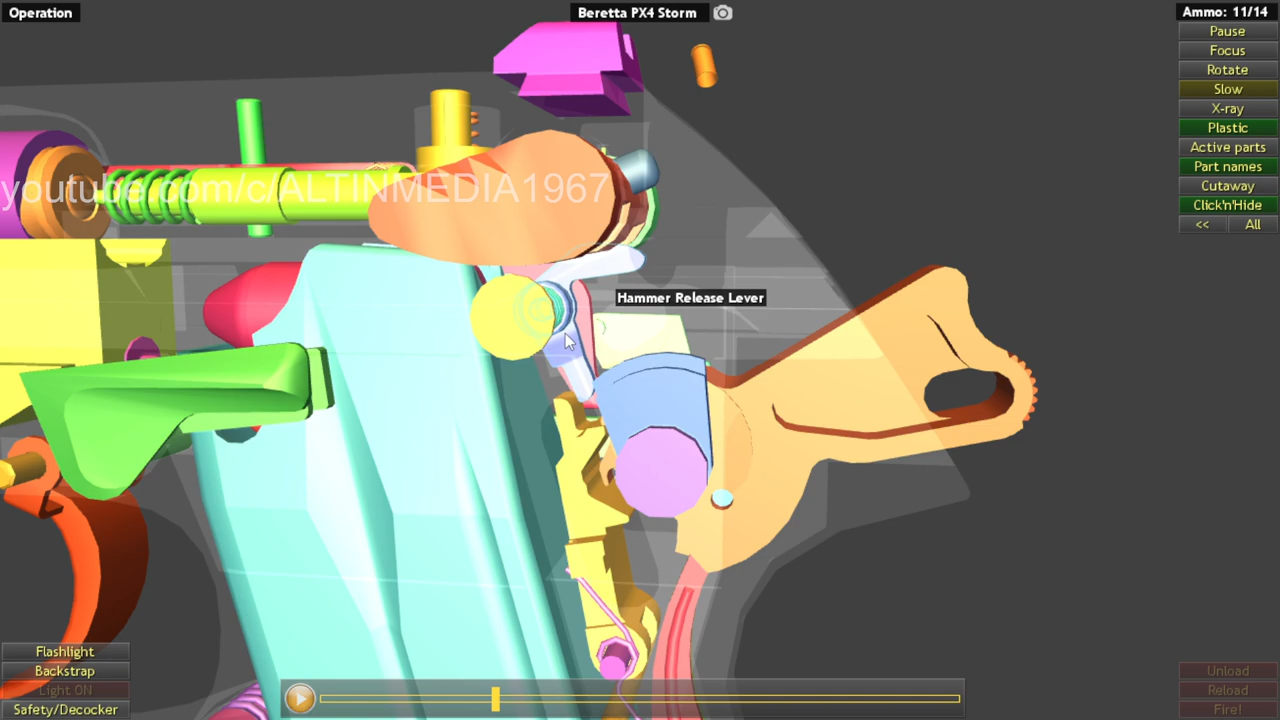 Operation
Beretta PX4 Storm
Ammo: 11/14
Pause
Focus
Rotate
Slow
X-ray
Plastic
Active parts
Part names
Cutaway
Click'n'Hide
<< All
youtube.com/c/ALTINMEDIA1967
Hammer Release Lever
Flashlight
Backstrap
Light ON
Safety/Decocker
Unload
Reload
Fire!